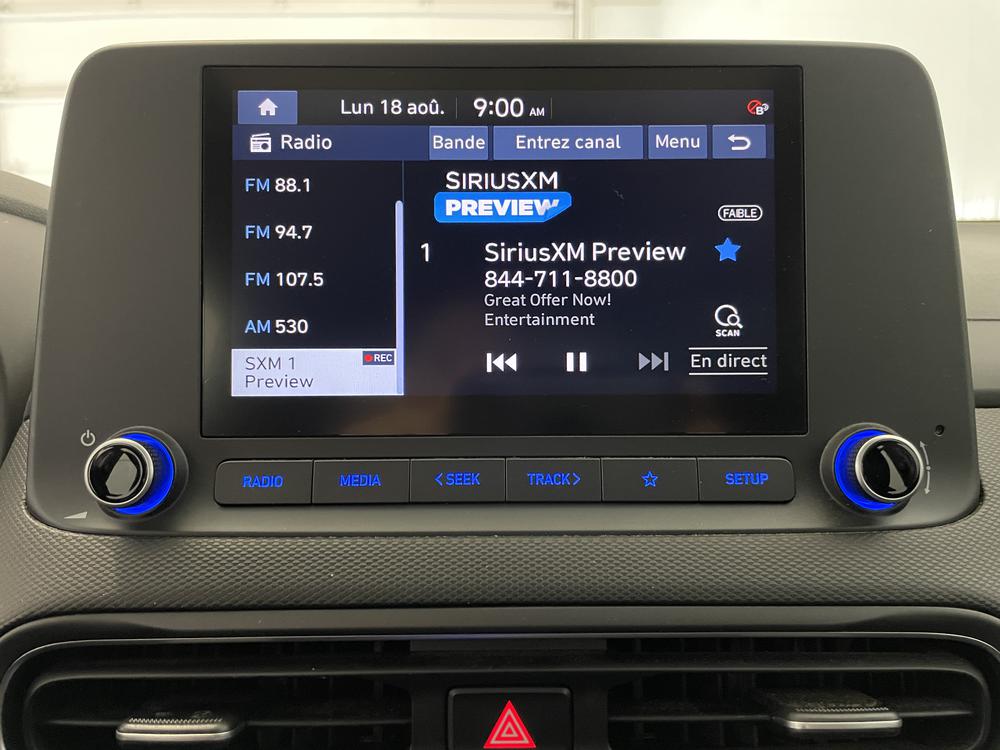 Lun 18 aoû. 9:00 AM
B
Radio Bande Entrez canal Menu
FM 88.1
FM 94.7
FM 107.5
AM 530
SXM 1 REC
Preview
SIRIUSXM
PREVIEW
FAIBLE
1 SiriusXM Preview
844-711-8800
Great Offer Now!
Entertainment
SCAN
En direct
RADIO MEDIA <SEEK TRACK> SETUP